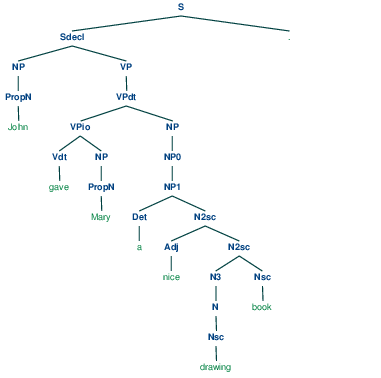 S
Sdecl .
NP VP
PropN VPdt
John VPio NP
Vdt NP NP0
gave PropN NP1
Mary Det N2sc
a Adj N2sc
nice N3 Nsc
N book
Nsc
drawing